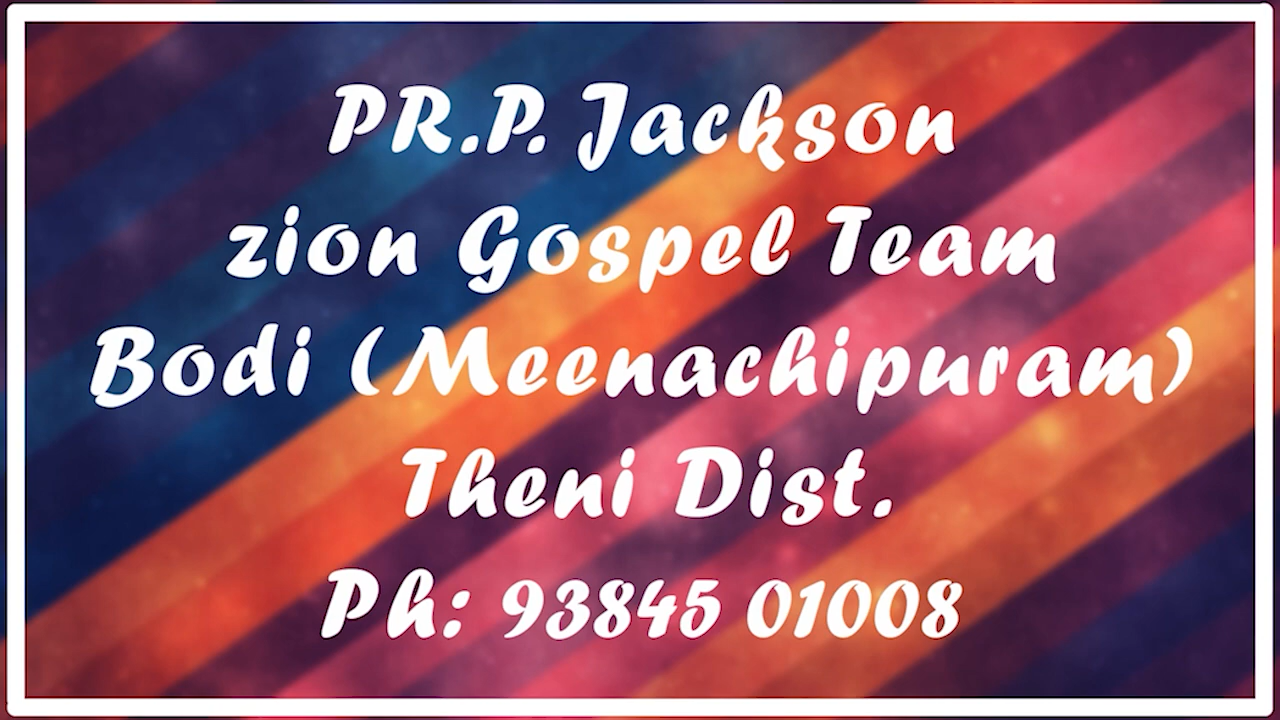 PR.P. Jackson
zion Gospel Team
Bodi (Meenachipuram)
Theni Dist.
Ph: 93845 01008